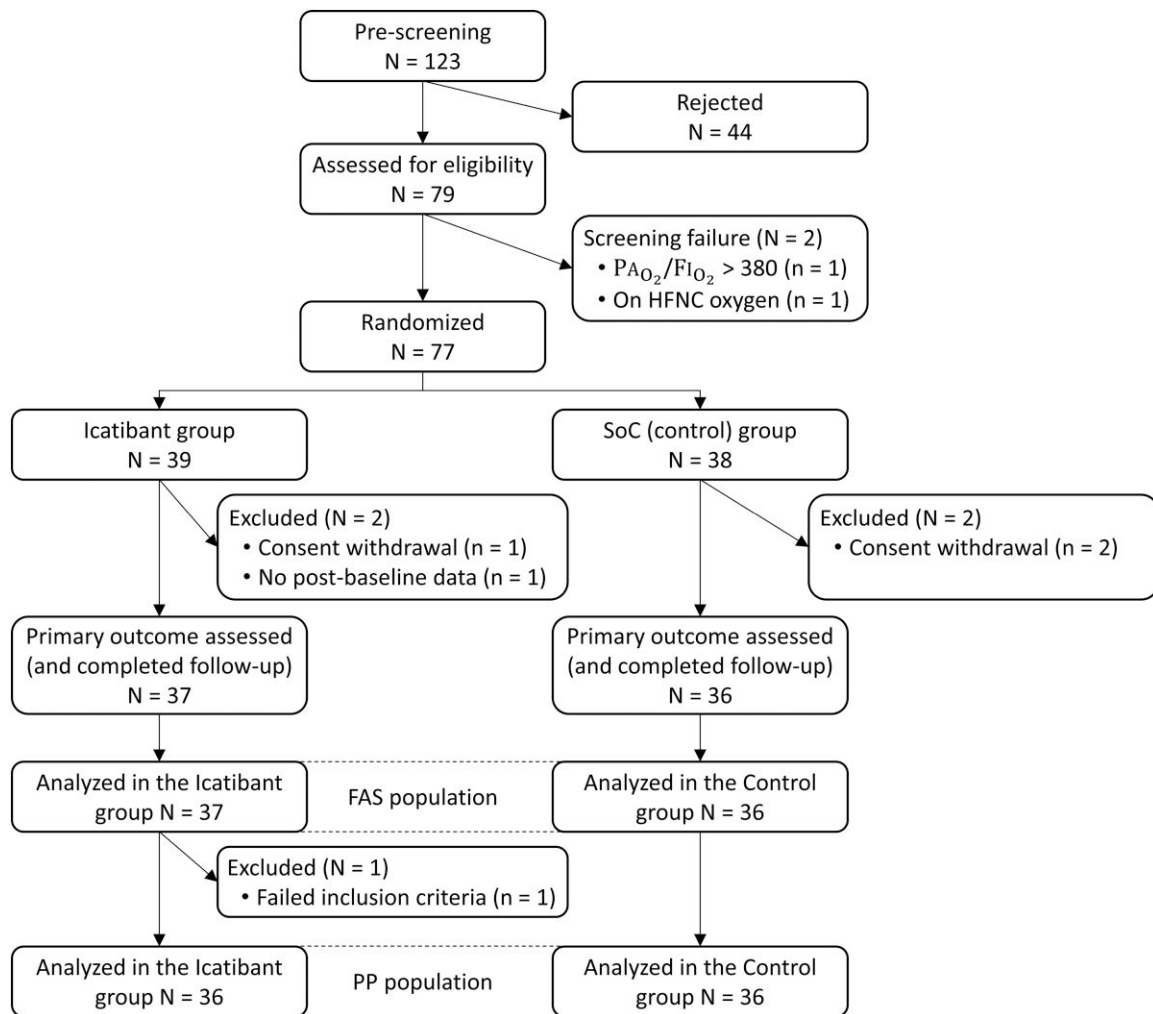 Pre-screening
N = 123
Rejected
N = 44
Assessed for eligibility
N = 79
Screening failure (N = 2)
• PAO₂/FIO₂ > 380 (n = 1)
• On HFNC oxygen (n = 1)
Randomized
N = 77
Icatibant group
N = 39
SoC (control) group
N = 38
Excluded (N = 2)
• Consent withdrawal (n = 1)
• No post-baseline data (n = 1)
Excluded (N = 2)
• Consent withdrawal (n = 2)
Primary outcome assessed
(and completed follow-up)
N = 37
Primary outcome assessed
(and completed follow-up)
N = 36
Analyzed in the Icatibant
group N = 37
FAS population
Analyzed in the Control
group N = 36
Excluded (N = 1)
• Failed inclusion criteria (n = 1)
Analyzed in the Icatibant
group N = 36
PP population
Analyzed in the Control
group N = 36